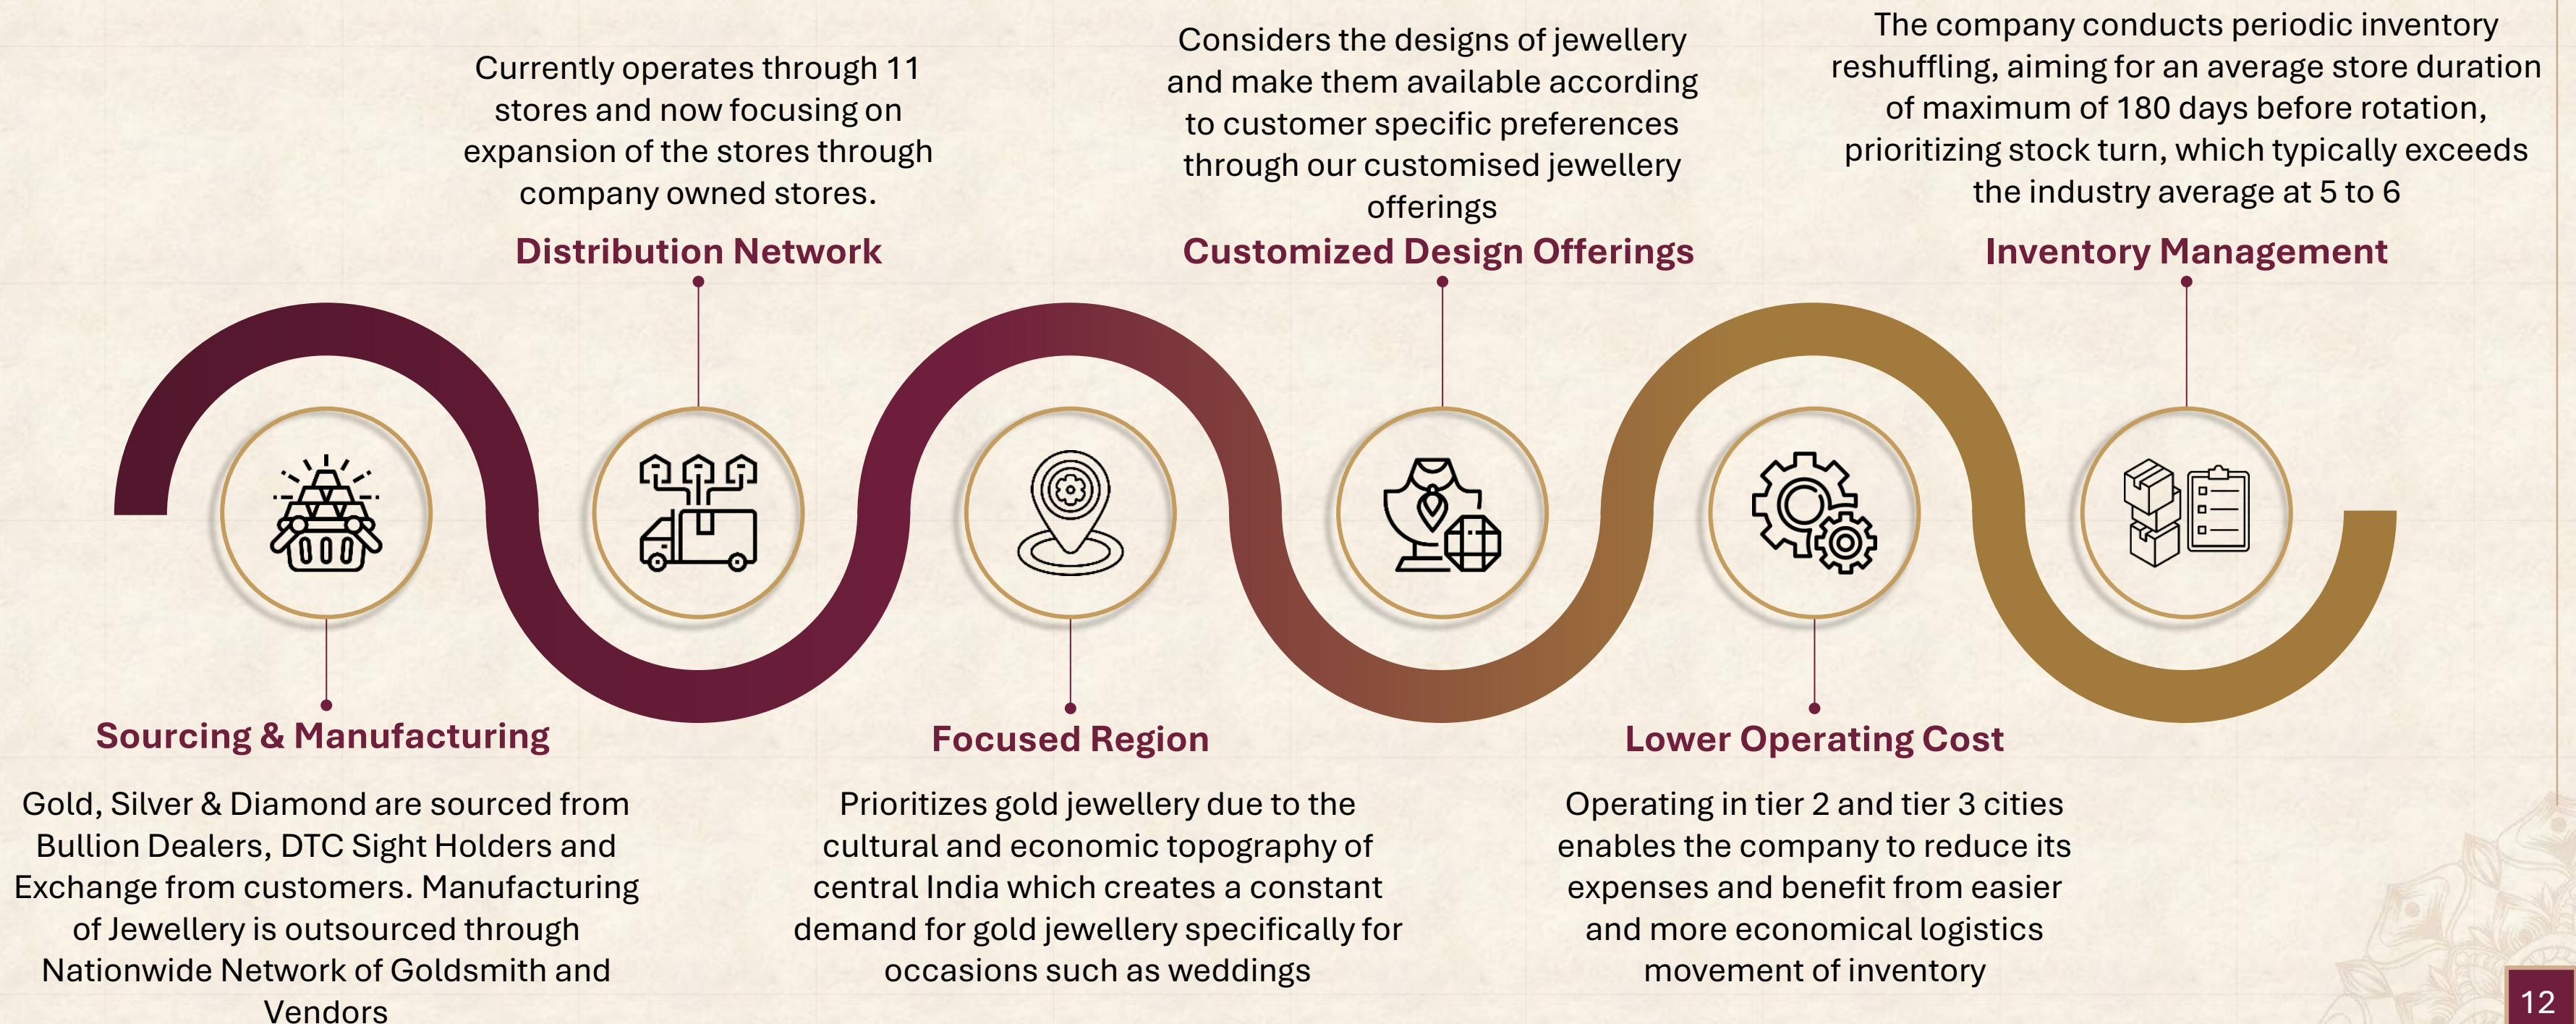 Currently operates through 11
stores and now focusing on
expansion of the stores through
company owned stores.
Distribution Network
Considers the designs of jewellery
and make them available according
to customer specific preferences
through our customised jewellery
offerings
Customized Design Offerings
The company conducts periodic inventory
reshuffling, aiming for an average store duration
of maximum of 180 days before rotation,
prioritizing stock turn, which typically exceeds
the industry average at 5 to 6
Inventory Management
Sourcing & Manufacturing
Gold, Silver & Diamond are sourced from
Bullion Dealers, DTC Sight Holders and
Exchange from customers. Manufacturing
of Jewellery is outsourced through
Nationwide Network of Goldsmith and
Vendors
Focused Region
Prioritizes gold jewellery due to the
cultural and economic topography of
central India which creates a constant
demand for gold jewellery specifically for
occasions such as weddings
Lower Operating Cost
Operating in tier 2 and tier 3 cities
enables the company to reduce its
expenses and benefit from easier
and more economical logistics
movement of inventory
12